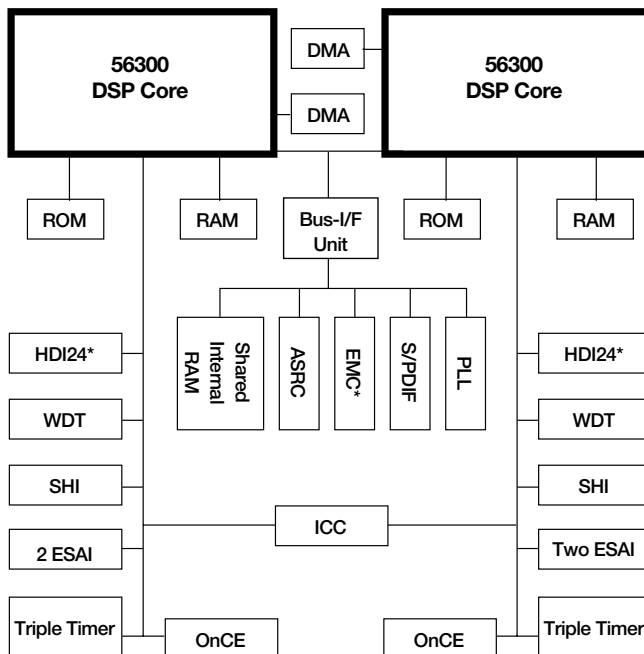 56300
DSP Core
DMA
56300
DSP Core
DMA
ROM
RAM
Bus-I/F
Unit
ROM
RAM
Shared
Internal
RAM
ASRC
EMC*
S/PDIF
PLL
HDI24*
HDI24*
WDT
WDT
SHI
SHI
ICC
2 ESAI
Two ESAI
Triple Timer
OnCE
OnCE
Triple Timer